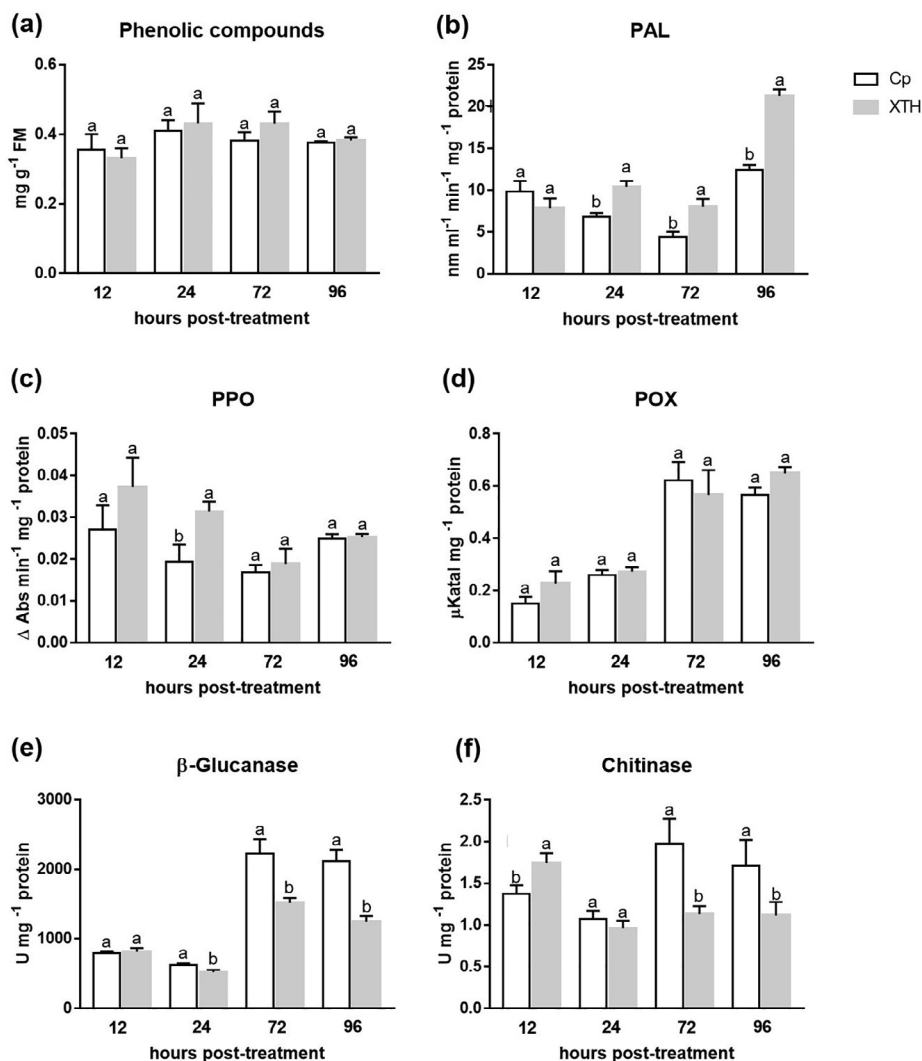 (a)
Phenolic compounds
mg g⁻¹ FM
0.6
0.4
0.2
0.0
a a a a a a a a
12 24 72 96
hours post-treatment
(b)
PAL
nm ml⁻¹ min⁻¹ mg⁻¹ protein
25
20
15
10
5
0
a a b a b a b a
12 24 72 96
hours post-treatment
Cp
XTH
(c)
PPO
Δ Abs min⁻¹ mg⁻¹ protein
0.05
0.04
0.03
0.02
0.01
0.00
a a b a a a a a
12 24 72 96
hours post-treatment
(d)
POX
µKatal mg⁻¹ protein
0.8
0.6
0.4
0.2
0.0
a a a a a a a a
12 24 72 96
hours post-treatment
(e)
β-Glucanase
U mg⁻¹ protein
3000
2000
1000
0
a a a b a b a b
12 24 72 96
hours post-treatment
(f)
Chitinase
U mg⁻¹ protein
2.5
2.0
1.5
1.0
0.5
0.0
b a a a a b a b
12 24 72 96
hours post-treatment